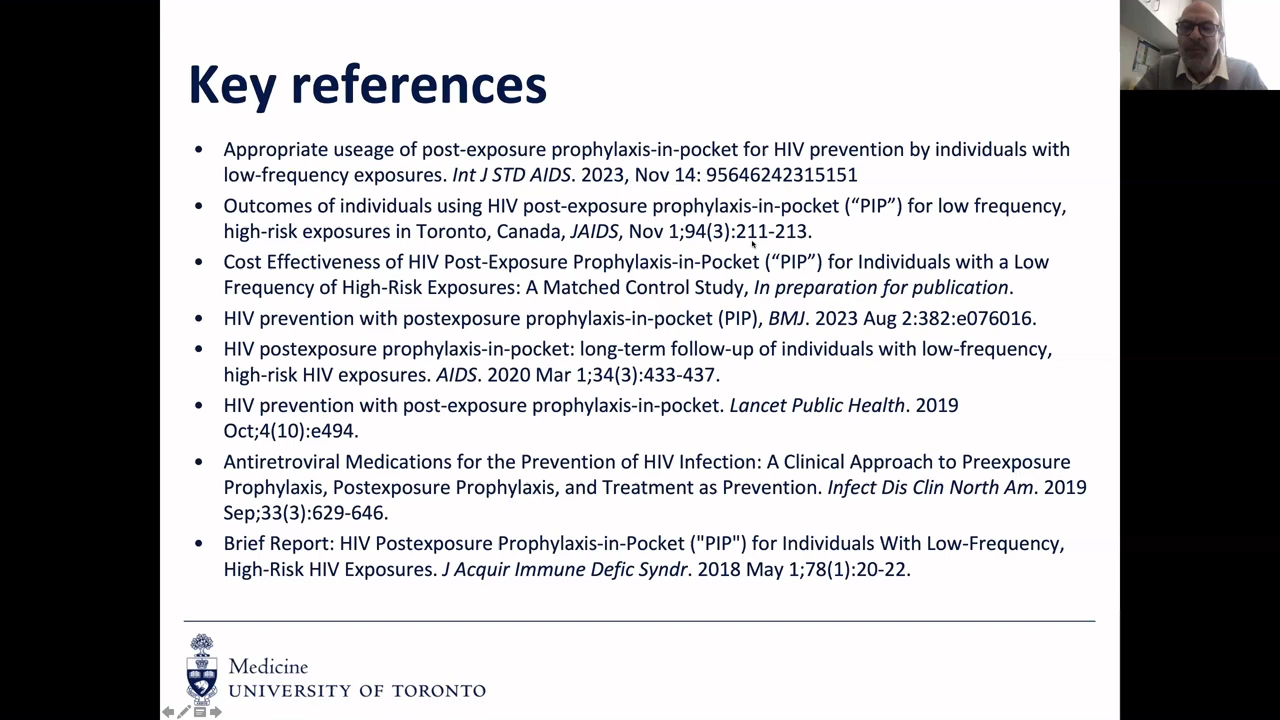 Key references
• Appropriate useage of post-exposure prophylaxis-in-pocket for HIV prevention by individuals with
low-frequency exposures. Int J STD AIDS. 2023, Nov 14: 95646242315151
• Outcomes of individuals using HIV post-exposure prophylaxis-in-pocket (“PIP”) for low frequency,
high-risk exposures in Toronto, Canada, JAIDS, Nov 1;94(3):211-213.
• Cost Effectiveness of HIV Post-Exposure Prophylaxis-in-Pocket (“PIP”) for Individuals with a Low
Frequency of High-Risk Exposures: A Matched Control Study, In preparation for publication.
• HIV prevention with postexposure prophylaxis-in-pocket (PIP), BMJ. 2023 Aug 2:382:e076016.
• HIV postexposure prophylaxis-in-pocket: long-term follow-up of individuals with low-frequency,
high-risk HIV exposures. AIDS. 2020 Mar 1;34(3):433-437.
• HIV prevention with post-exposure prophylaxis-in-pocket. Lancet Public Health. 2019
Oct;4(10):e494.
• Antiretroviral Medications for the Prevention of HIV Infection: A Clinical Approach to Preexposure
Prophylaxis, Postexposure Prophylaxis, and Treatment as Prevention. Infect Dis Clin North Am. 2019
Sep;33(3):629-646.
• Brief Report: HIV Postexposure Prophylaxis-in-Pocket ("PIP") for Individuals With Low-Frequency,
High-Risk HIV Exposures. J Acquir Immune Defic Syndr. 2018 May 1;78(1):20-22.
Medicine
UNIVERSITY OF TORONTO